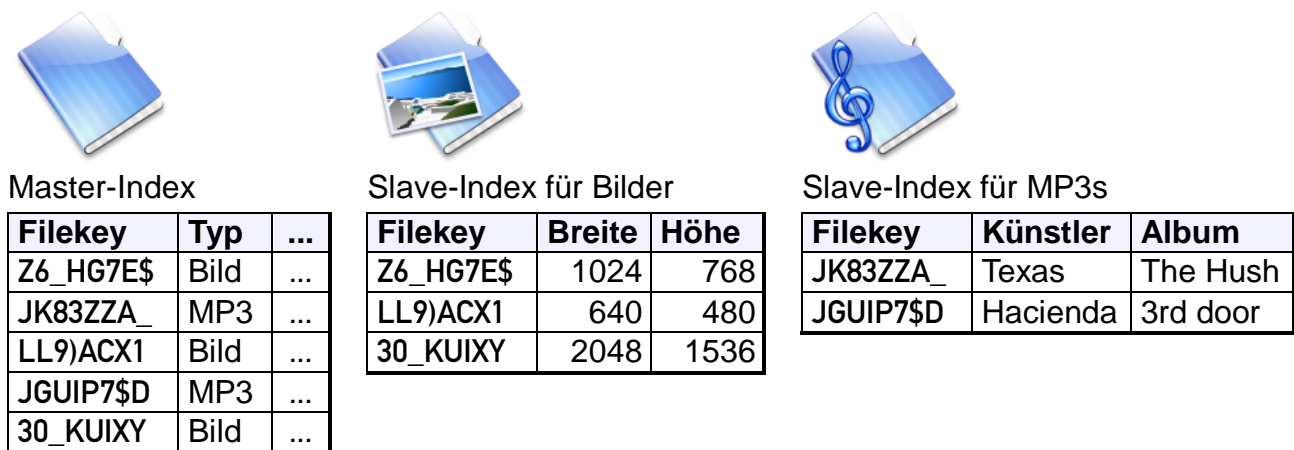 Master-Index
Filekey Typ ...
Z6_HG7E$ Bild ...
JK83ZZA_ MP3 ...
LL9)ACX1 Bild ...
JGUIP7$D MP3 ...
30_KUIXY Bild ...
Slave-Index für Bilder
Filekey Breite Höhe
Z6_HG7E$ 1024 768
LL9)ACX1 640 480
30_KUIXY 2048 1536
Slave-Index für MP3s
Filekey Künstler Album
JK83ZZA_ Texas The Hush
JGUIP7$D Hacienda 3rd door